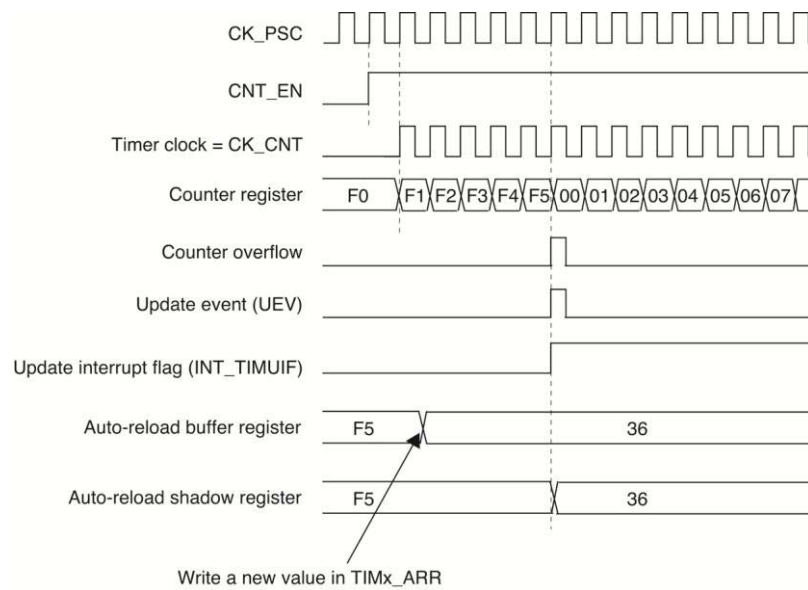 CK_PSC
CNT_EN
Timer clock = CK_CNT
Counter register F0 F1 F2 F3 F4 F5 00 01 02 03 04 05 06 07
Counter overflow
Update event (UEV)
Update interrupt flag (INT_TIMUIF)
Auto-reload buffer register F5 36
Auto-reload shadow register F5 36
Write a new value in TIMx_ARR